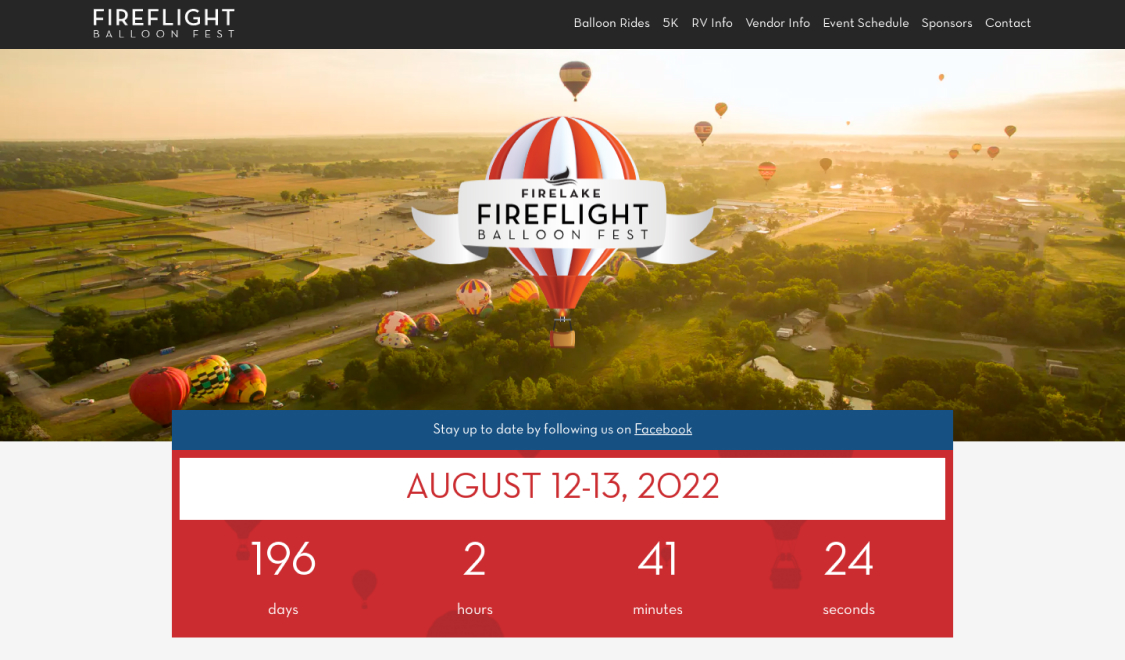 FIREFLIGHT
BALLOON FEST
Balloon Rides 5K RV Info Vendor Info Event Schedule Sponsors Contact
FIRELAKE
FIREFLIGHT
BALLOON FEST
Stay up to date by following us on Facebook
AUGUST 12-13, 2022
196 2 41 24
days hours minutes seconds